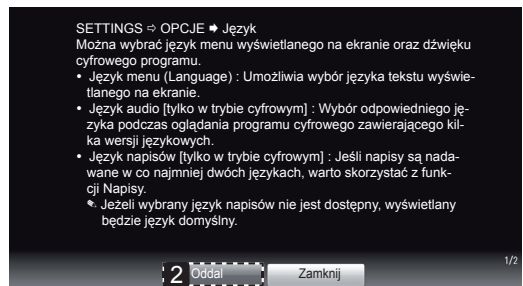 SETTINGS ⇨ OPCJE ➡ Język
Można wybrać język menu wyświetlanego na ekranie oraz dźwięku
cyfrowego programu.
• Język menu (Language) : Umożliwia wybór języka tekstu wyświe-
tlanego na ekranie.
• Język audio [tylko w trybie cyfrowym] : Wybór odpowiedniego ję-
zyka podczas oglądania programu cyfrowego zawierającego kil-
ka wersji językowych.
• Język napisów [tylko w trybie cyfrowym] : Jeśli napisy są nada-
wane w co najmniej dwóch językach, warto skorzystać z funk-
cji Napisy.
✎ Jeżeli wybrany język napisów nie jest dostępny, wyświetlany
będzie język domyślny.
1/2
2 Oddal Zamknij